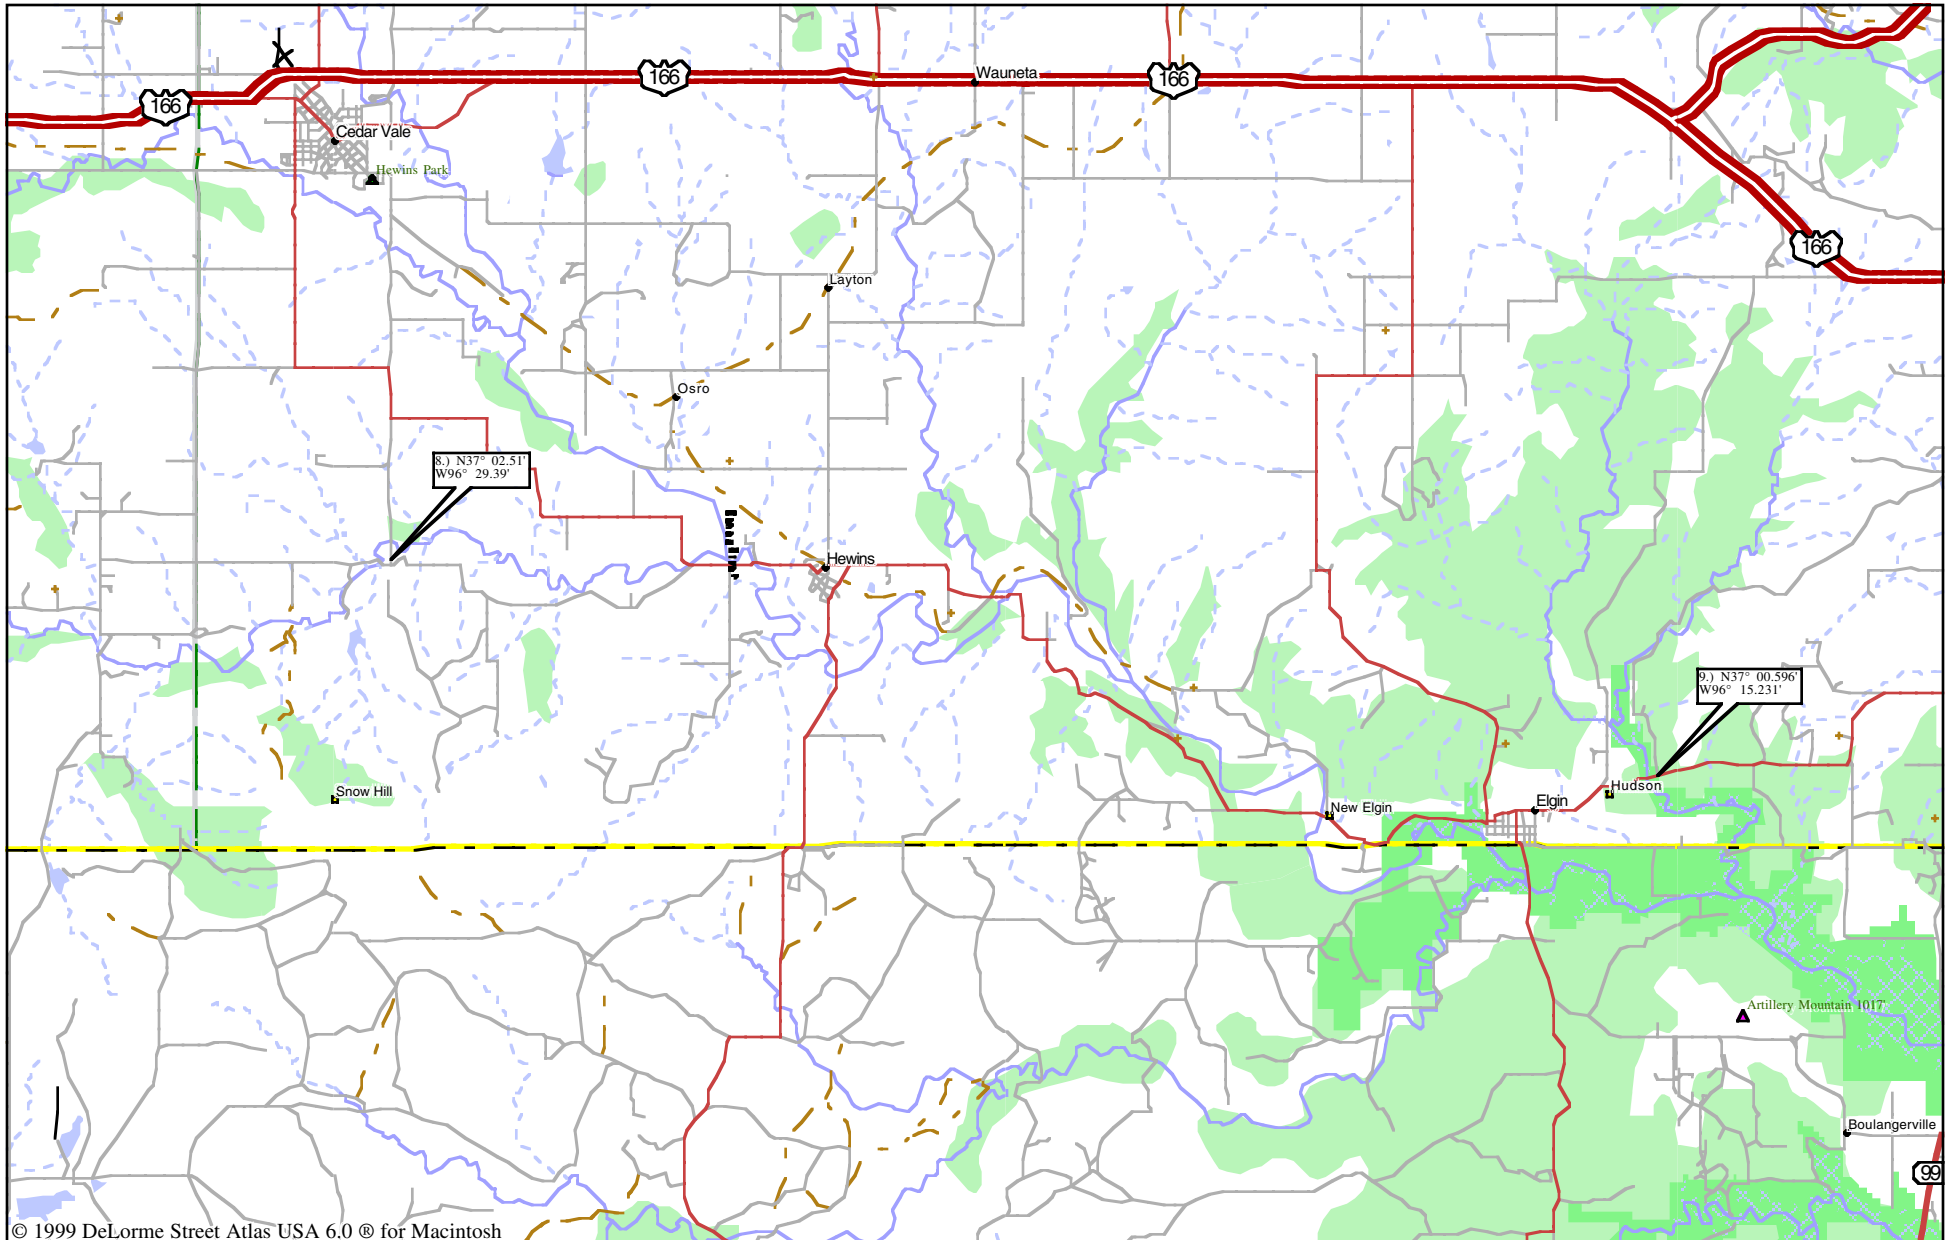 166
166
166
Wauneta
Cedar Vale
Hewins Park
166
Layton
Osro
8.) N37° 02.51'
W96° 29.39'
Hewins
9.) N37° 00.596'
W96° 15.231'
Snow Hill
Hudson
New Elgin
Elgin
Artillery Mountain 1017'
Boulangerville
99
© 1999 DeLorme Street Atlas USA 6.0 ® for Macintosh